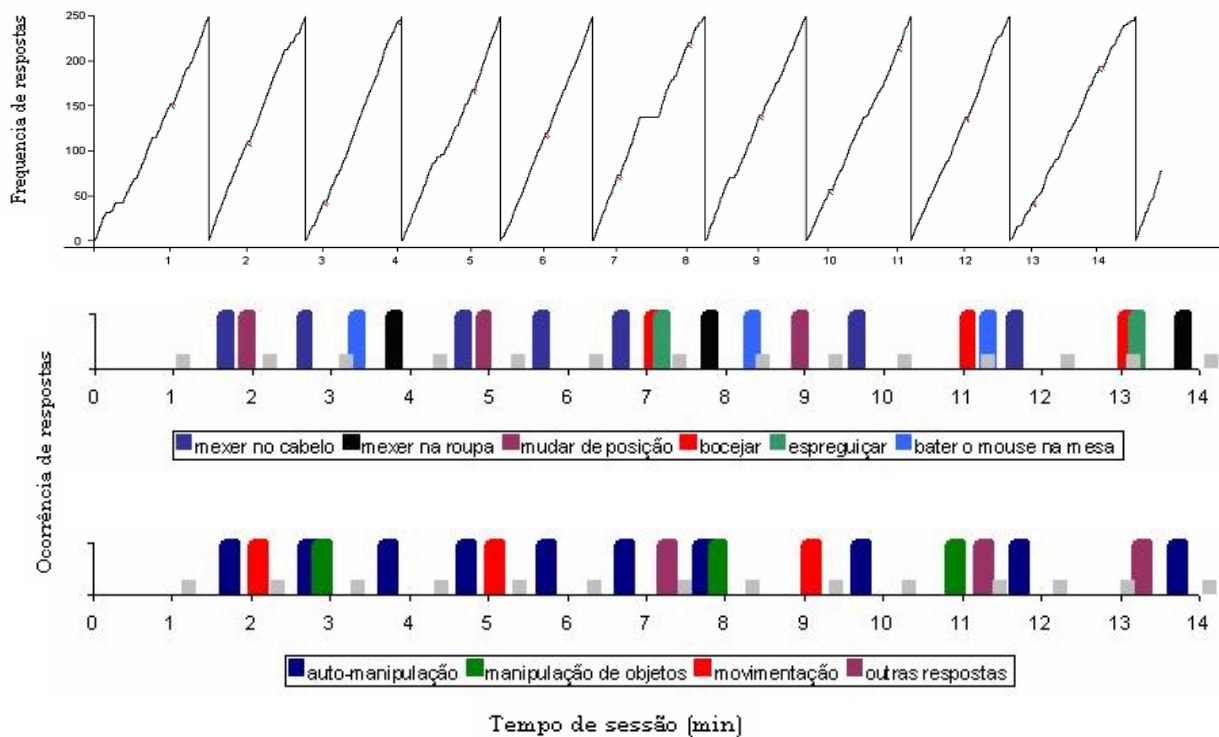 Frequencia de respostas
250
200
150
100
50
0
1 2 3 4 5 6 7 8 9 10 11 12 13 14
Ocorrência de respostas
0 1 2 3 4 5 6 7 8 9 10 11 12 13 14
mexer no cabelo mexer na roupa mudar de posição bocejar espreguiçar bater o mouse na mesa
0 1 2 3 4 5 6 7 8 9 10 11 12 13 14
auto-manipulação manipulação de objetos movimentação outras respostas
Tempo de sessão (min)